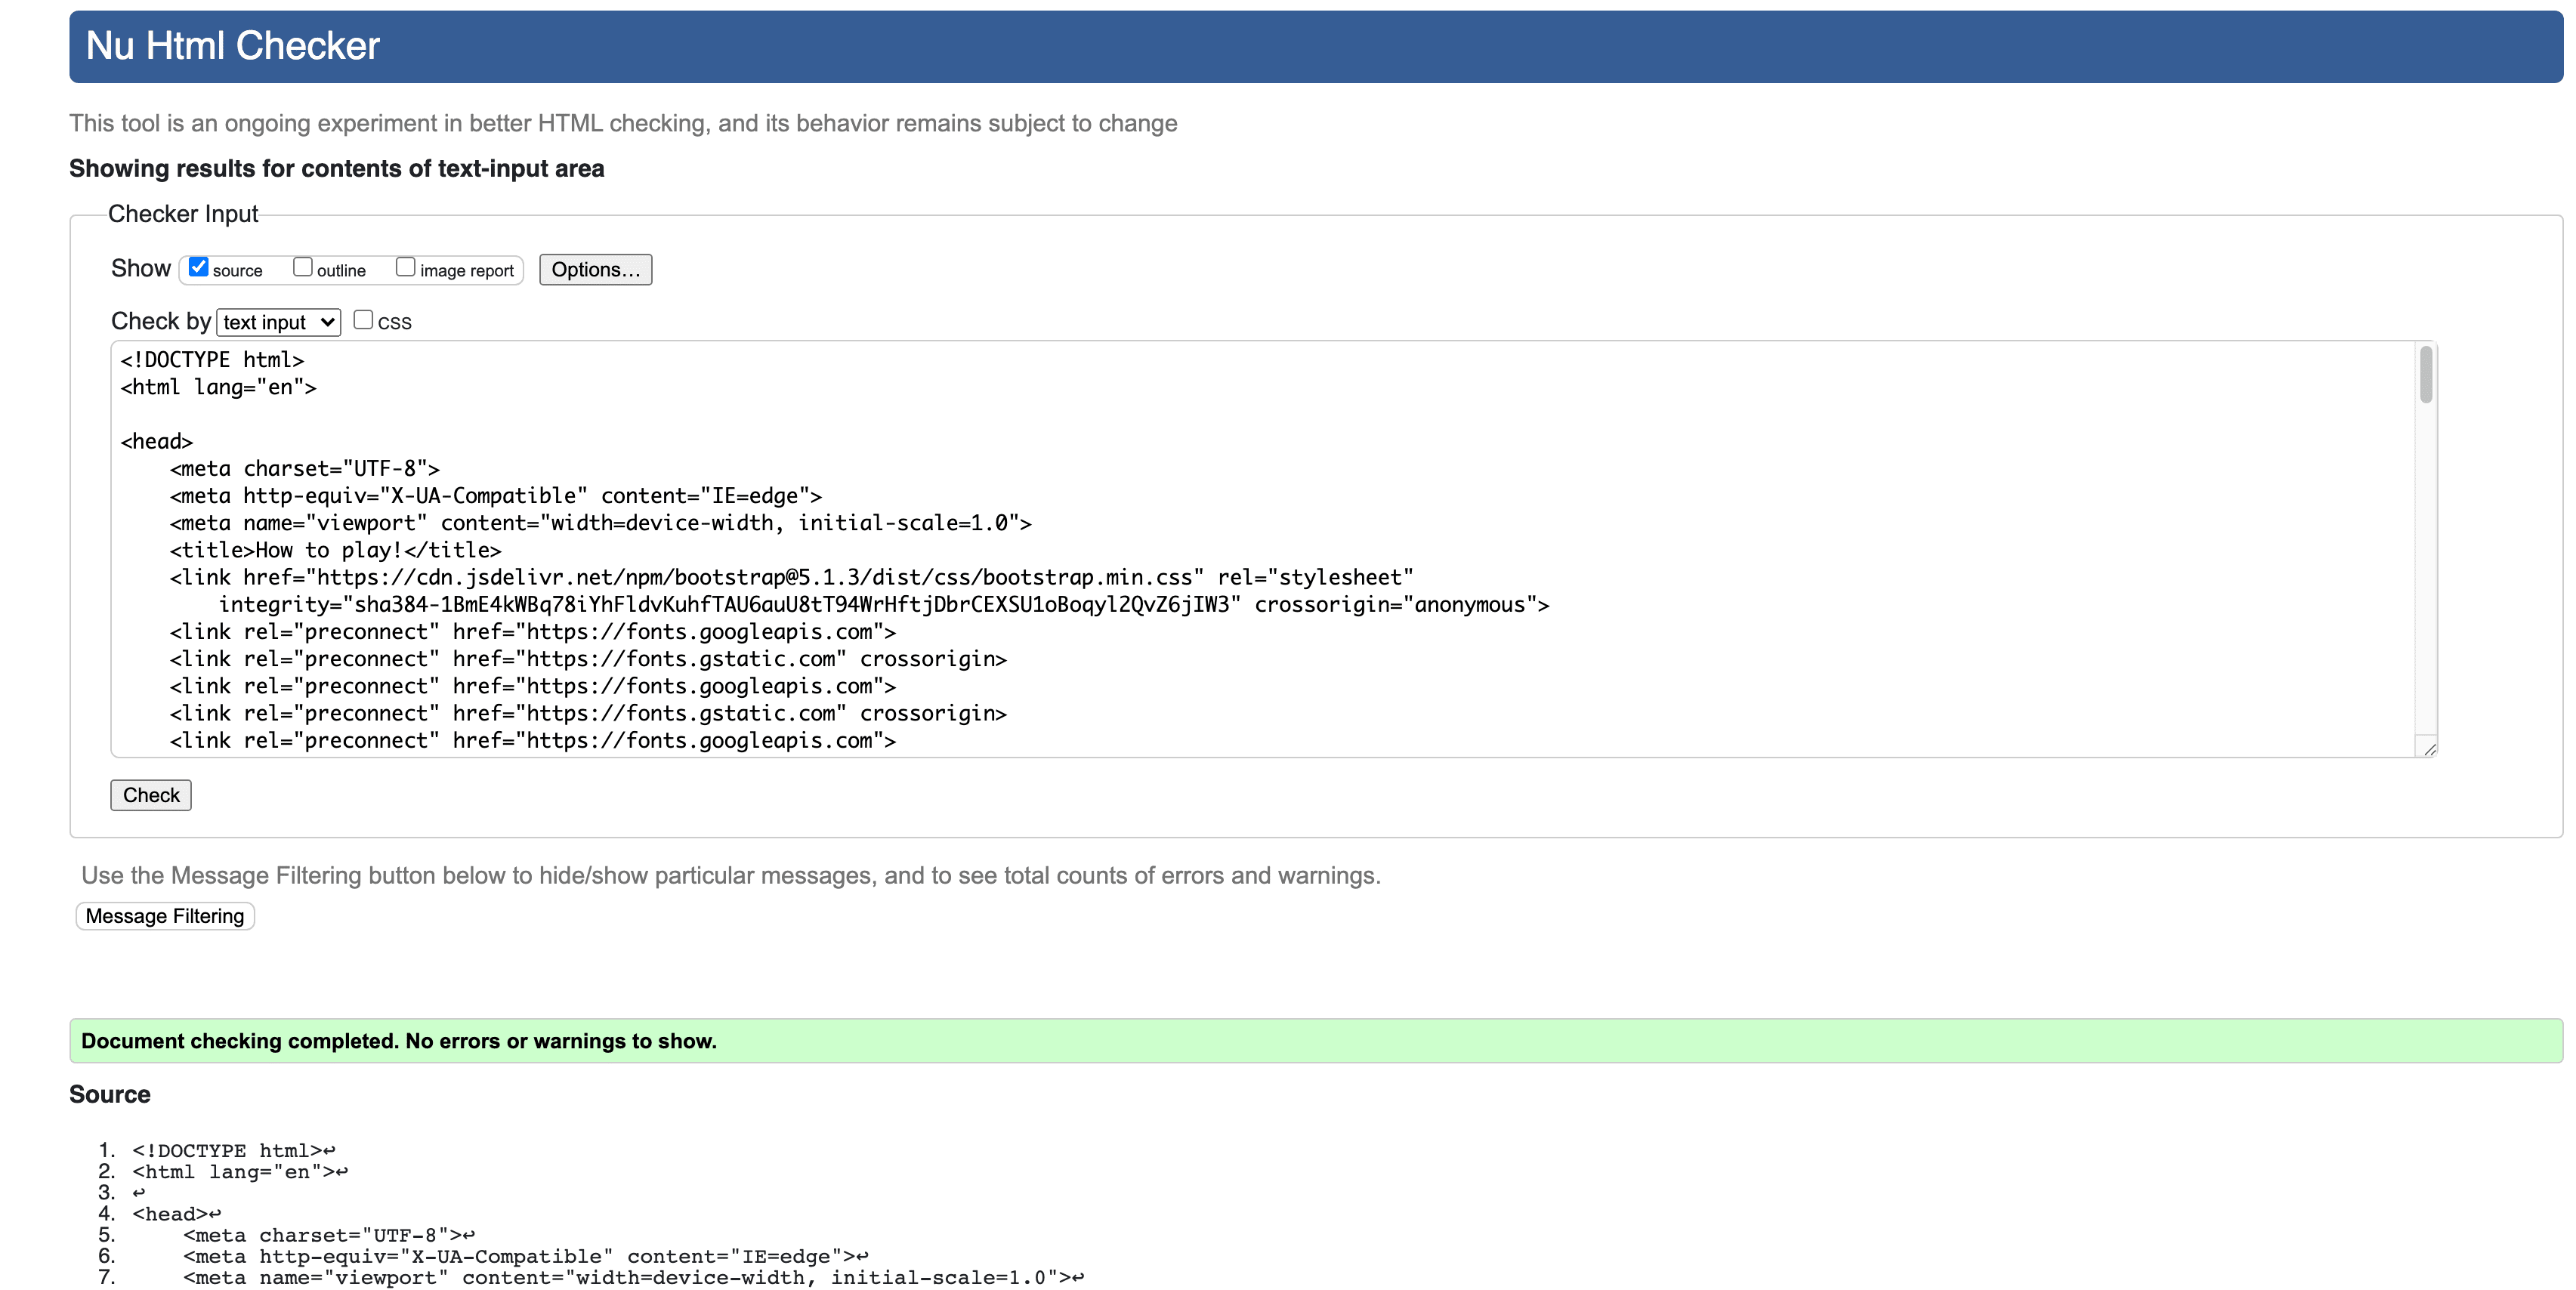 Nu Html Checker
This tool is an ongoing experiment in better HTML checking, and its behavior remains subject to change
Showing results for contents of text-input area
Checker Input
Show source outline image report Options...
Check by text input CSS
<!DOCTYPE html>
<html lang="en">
<head>
<meta charset="UTF-8">
<meta http-equiv="X-UA-Compatible" content="IE=edge">
<meta name="viewport" content="width=device-width, initial-scale=1.0">
<title>How to play!</title>
<link href="https://cdn.jsdelivr.net/npm/bootstrap@5.1.3/dist/css/bootstrap.min.css" rel="stylesheet"
integrity="sha384-1BmE4kWBq78iYhFldvKuhfTAU6auU8tT94WrHftjDbrCEXSU1oBoqyl2QvZ6jIW3" crossorigin="anonymous">
<link rel="preconnect" href="https://fonts.googleapis.com">
<link rel="preconnect" href="https://fonts.gstatic.com" crossorigin>
<link rel="preconnect" href="https://fonts.googleapis.com">
<link rel="preconnect" href="https://fonts.gstatic.com" crossorigin>
<link rel="preconnect" href="https://fonts.googleapis.com">
Check
Use the Message Filtering button below to hide/show particular messages, and to see total counts of errors and warnings.
Message Filtering
Document checking completed. No errors or warnings to show.
Source
1. <!DOCTYPE html>↩
2. <html lang="en">↩
3. ↩
4. <head>↩
5. <meta charset="UTF-8">↩
6. <meta http-equiv="X-UA-Compatible" content="IE=edge">↩
7. <meta name="viewport" content="width=device-width, initial-scale=1.0">↩